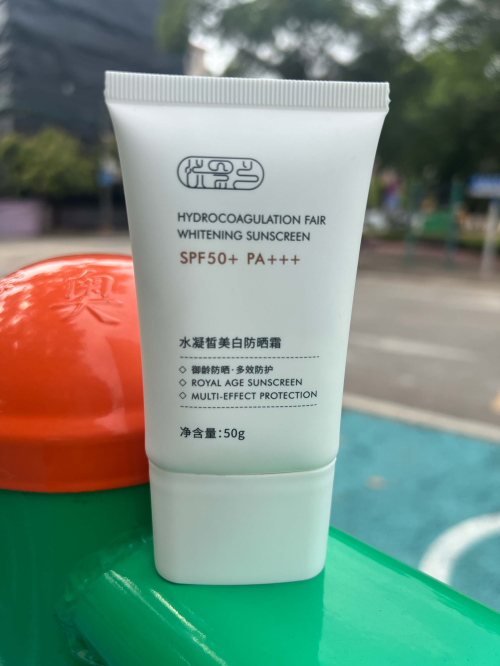 HYDROCOAGULATION FAIR
WHITENING SUNSCREEN
SPF50+ PA+++
水凝皙美白防晒霜
御龄防晒·多效防护
ROYAL AGE SUNSCREEN
MULTI-EFFECT PROTECTION
净含量:50g
奥